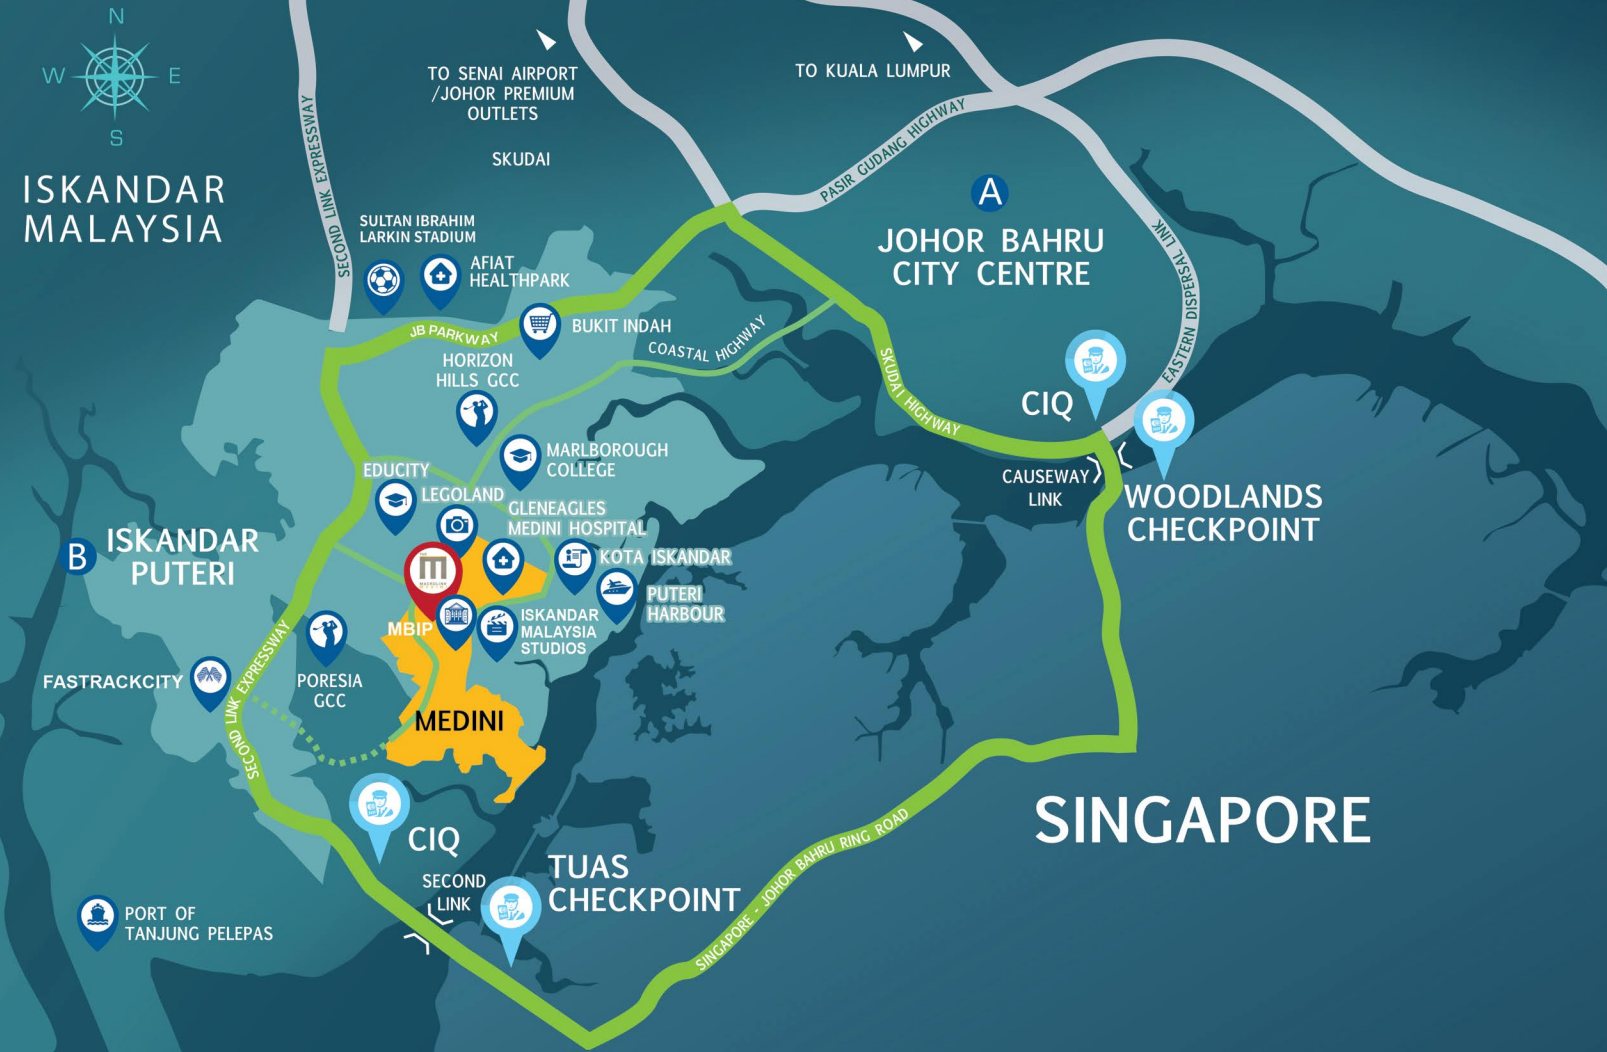 N
W
E
S
ISKANDAR
MALAYSIA
TO SENAI AIRPORT
/JOHOR PREMIUM
OUTLETS
SKUDAI
TO KUALA LUMPUR
SECOND LINK EXPRESSWAY
PASIR GUDANG HIGHWAY
EASTERN DISPERSAL LINK
A
JOHOR BAHRU
CITY CENTRE
SULTAN IBRAHIM
LARKIN STADIUM
AFIAT
HEALTHPARK
JB PARKWAY
BUKIT INDAH
COASTAL HIGHWAY
HORIZON
HILLS GCC
SKUDAI HIGHWAY
CIQ
MARLBOROUGH
COLLEGE
CAUSEWAY
LINK
WOODLANDS
CHECKPOINT
EDUCITY
LEGOLAND
GLENEAGLES
MEDINI HOSPITAL
B
ISKANDAR
PUTERI
KOTA ISKANDAR
PUTERI
HARBOUR
MBIP
ISKANDAR
MALAYSIA
STUDIOS
FASTRACKCITY
PORESIA
GCC
SECOND LINK EXPRESSWAY
MEDINI
SINGAPORE
CIQ
SECOND
LINK
TUAS
CHECKPOINT
SINGAPORE - JOHOR BAHRU RING ROAD
PORT OF
TANJUNG PELEPAS